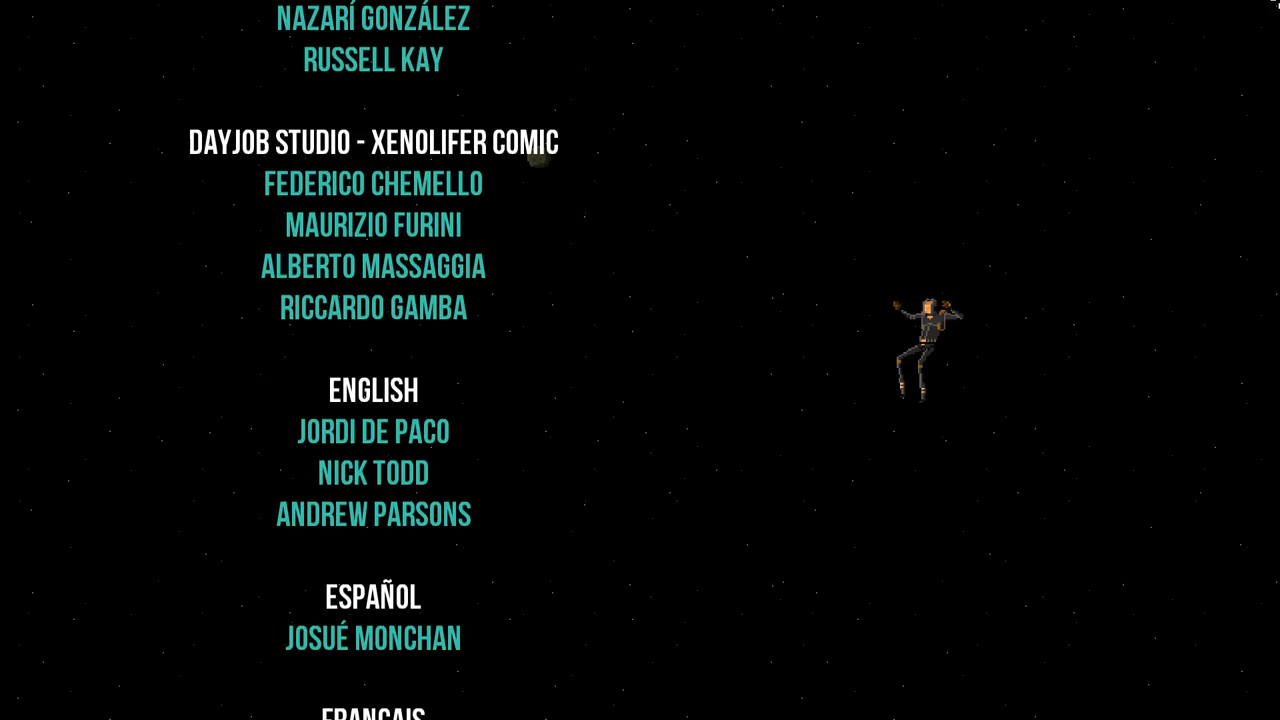 NAZARÍ GONZÁLEZ
RUSSELL KAY
DAYJOB STUDIO - XENOLIFER COMIC
FEDERICO CHEMELLO
MAURIZIO FURINI
ALBERTO MASSAGGIA
RICCARDO GAMBA
ENGLISH
JORDI DE PACO
NICK TODD
ANDREW PARSONS
ESPAÑOL
JOSUÉ MONCHAN
FRANÇAIS